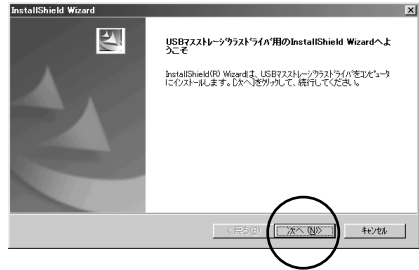 InstallShield Wizard
USBマスストレージクラスドライバ用のInstallShield Wizardへよ
うこそ
InstallShield(R) Wizardは、USBマスストレージクラスドライバをコンピュータ
にインストールします。[次へ]をクリックして、続行してください。
< 戻る(B) 次へ (N)> キャンセル